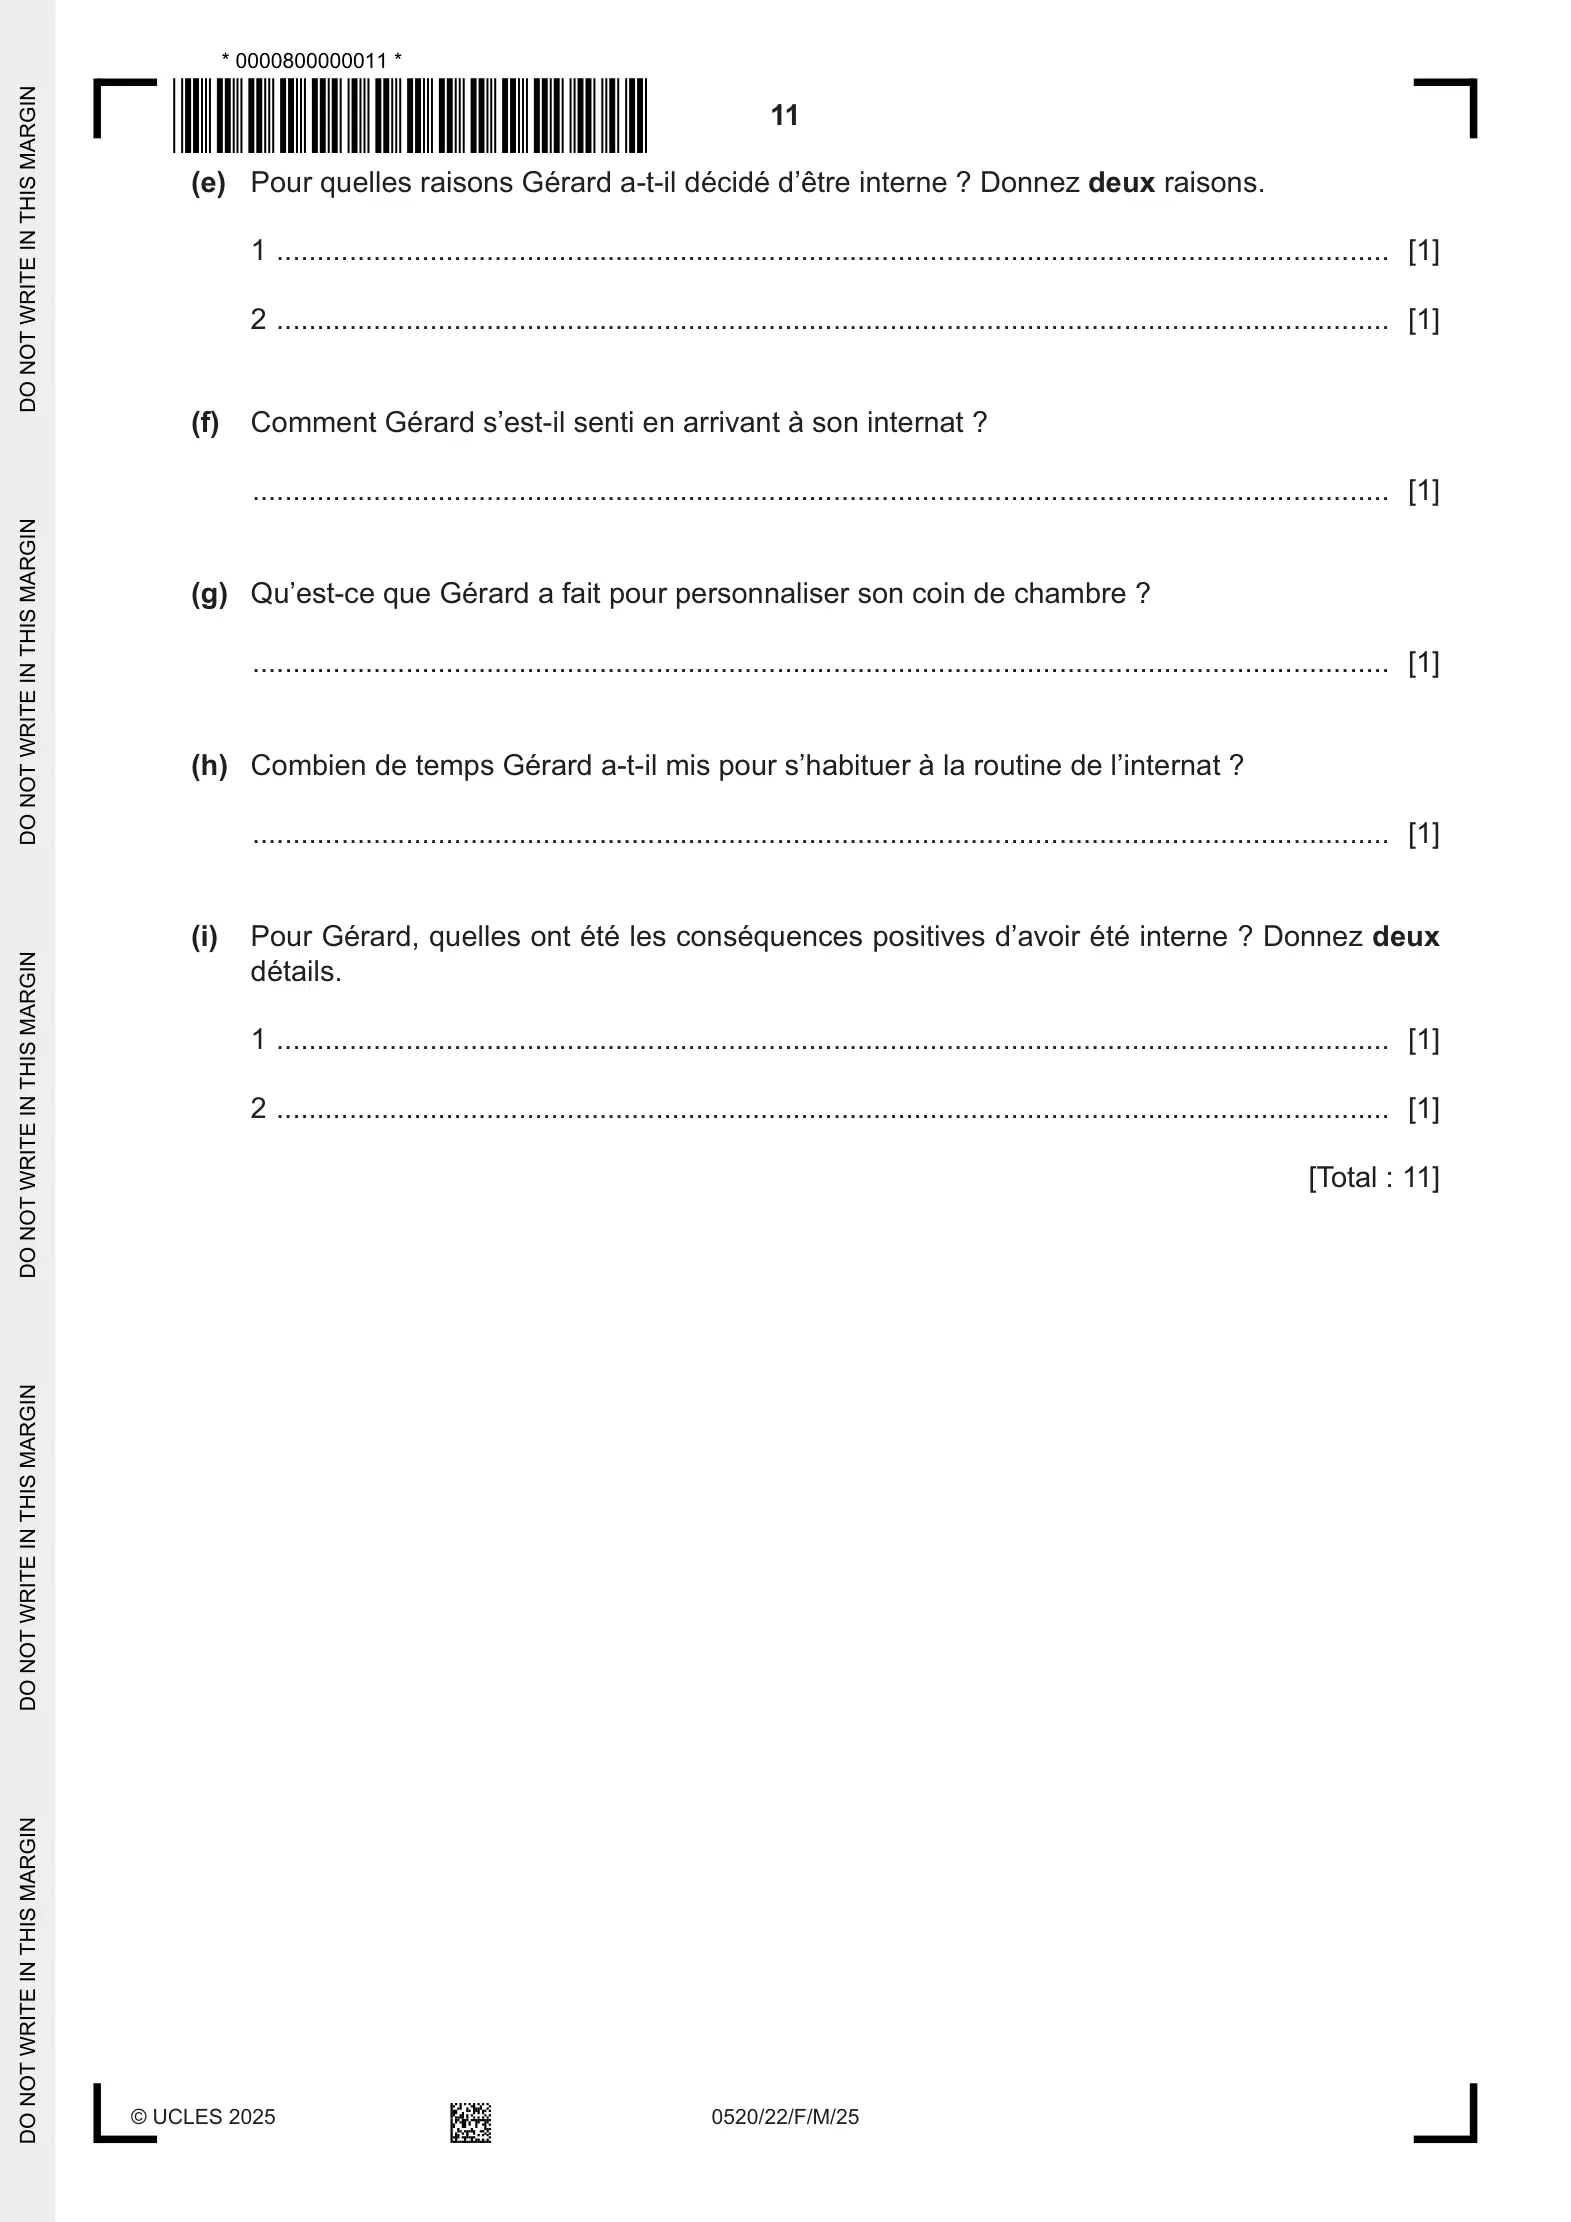 * 0000800000011 *
11
(e) Pour quelles raisons Gérard a-t-il décidé d’être interne ? Donnez deux raisons.
1 .......................................................................................................................................... [1]
2 .......................................................................................................................................... [1]
(f) Comment Gérard s’est-il senti en arrivant à son internat ?
............................................................................................................................................. [1]
(g) Qu’est-ce que Gérard a fait pour personnaliser son coin de chambre ?
............................................................................................................................................. [1]
(h) Combien de temps Gérard a-t-il mis pour s’habituer à la routine de l’internat ?
............................................................................................................................................. [1]
(i) Pour Gérard, quelles ont été les conséquences positives d’avoir été interne ? Donnez deux
détails.
1 .......................................................................................................................................... [1]
2 .......................................................................................................................................... [1]
[Total : 11]
© UCLES 2025
0520/22/F/M/25
DO NOT WRITE IN THIS MARGIN
DO NOT WRITE IN THIS MARGIN
DO NOT WRITE IN THIS MARGIN
DO NOT WRITE IN THIS MARGIN
DO NOT WRITE IN THIS MARGIN